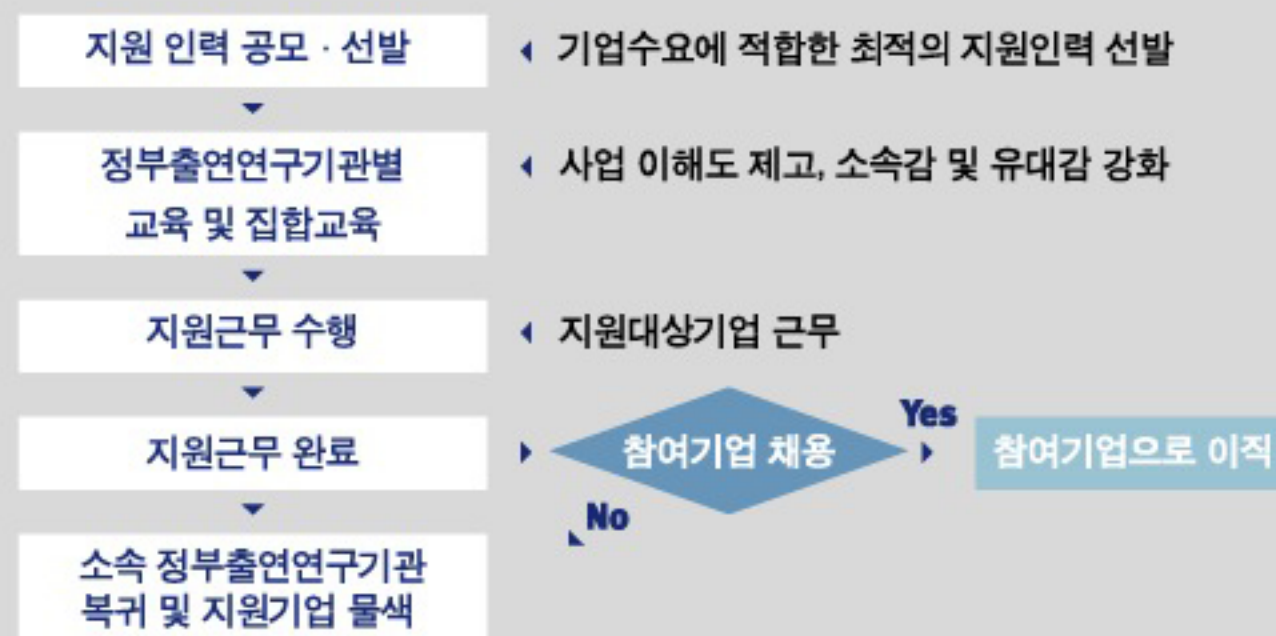 지원 인력 공모 · 선발
기업수요에 적합한 최적의 지원인력 선발
정부출연연구기관별
교육 및 집합교육
사업 이해도 제고, 소속감 및 유대감 강화
지원근무 수행
지원대상기업 근무
지원근무 완료
참여기업 채용
Yes
참여기업으로 이직
No
소속 정부출연연구기관
복귀 및 지원기업 물색